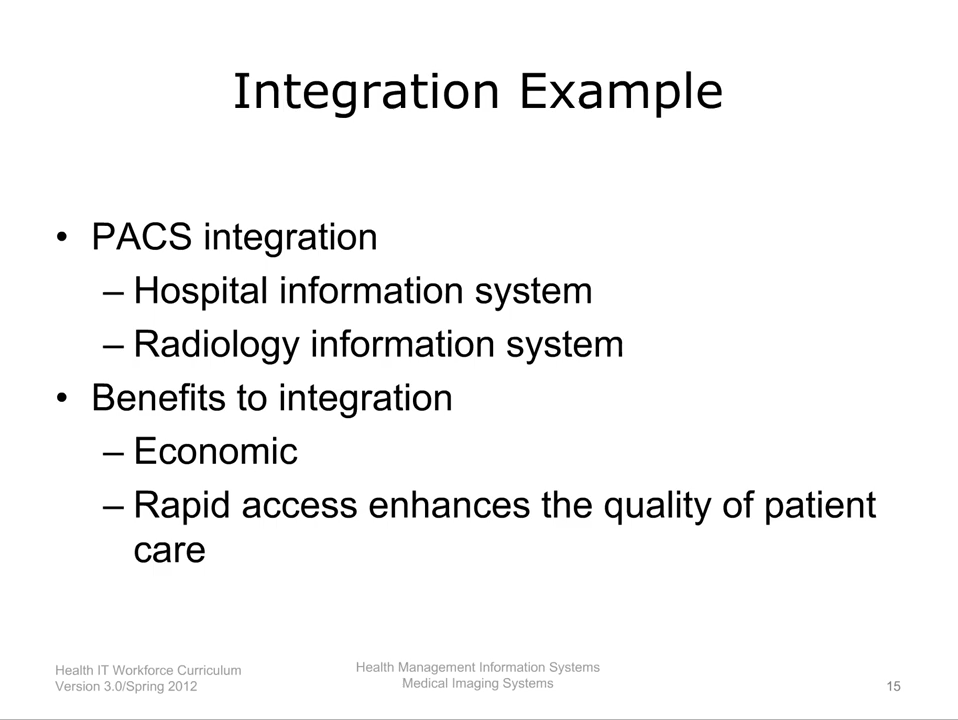 Integration Example
• PACS integration
– Hospital information system
– Radiology information system
• Benefits to integration
– Economic
– Rapid access enhances the quality of patient
care
Health IT Workforce Curriculum
Version 3.0/Spring 2012
Health Management Information Systems
Medical Imaging Systems
15